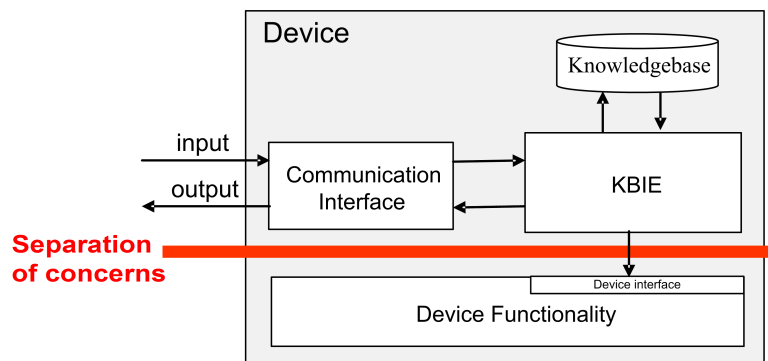 Device
Knowledgebase
input
Communication
Interface
KBIE
output
Separation
of concerns
Device interface
Device Functionality